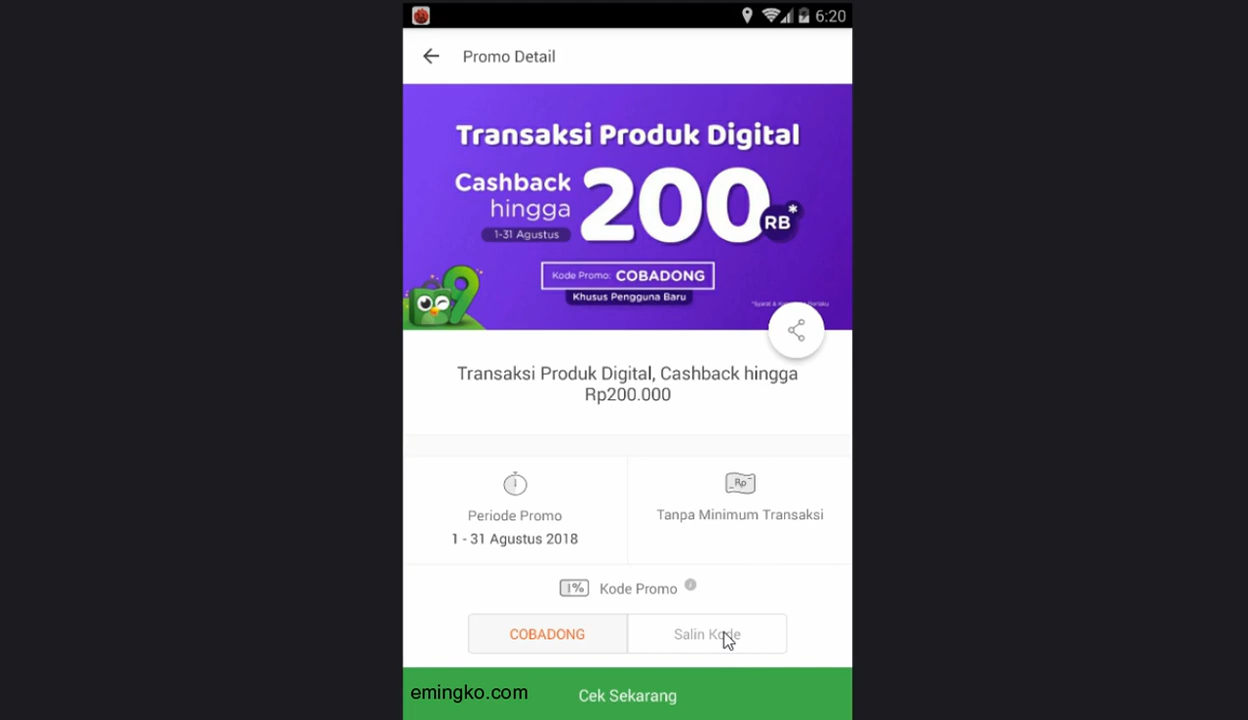 6:20
Promo Detail
Transaksi Produk Digital
Cashback
hingga
200
RB*
1-31 Agustus
Kode Promo: COBADONG
Khusus Pengguna Baru
*Syarat &
Transaksi Produk Digital, Cashback hingga
Rp200.000
Rp
Periode Promo
Tanpa Minimum Transaksi
1 - 31 Agustus 2018
% Kode Promo i
COBADONG
Salin Kode
emingko.com
Cek Sekarang